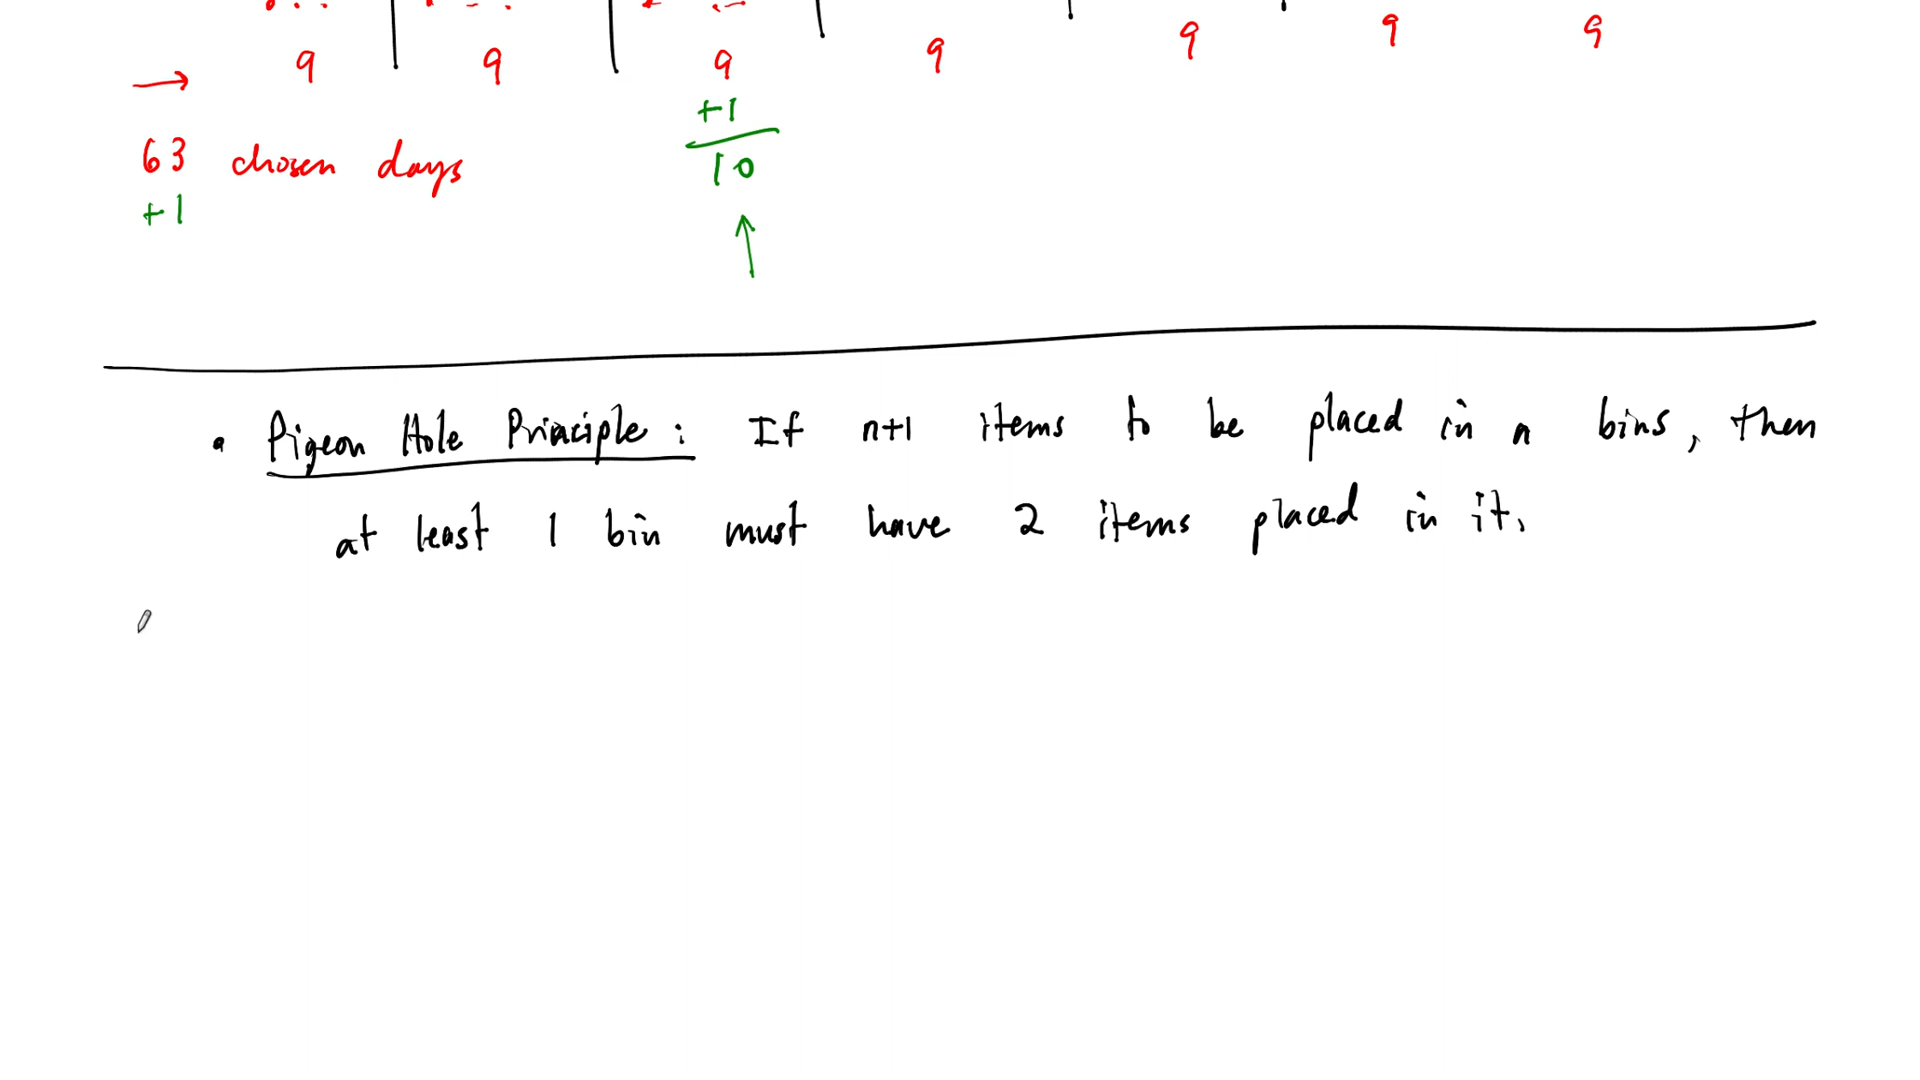 9 9 9 9 9 9 9
+1
63 chosen days 10
+1
• Pigeon Hole Principle: If n+1 items to be placed in n bins, then
at least 1 bin must have 2 items placed in it.